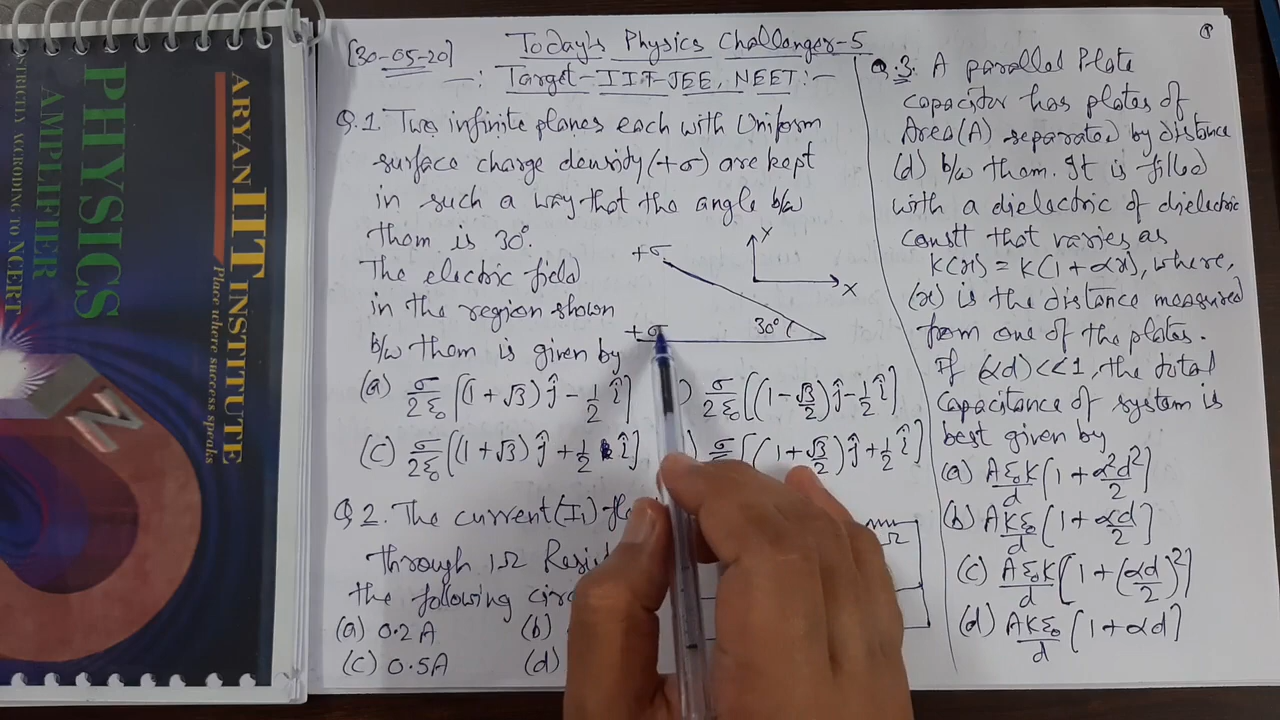 PHYSICS
AMPLIFIER
STRICTLY ACCRODING TO NCERT
ARYAN IIT INSTITUTE
Place where success speaks
N
[30-05-20]
Today's Physics Challenger-5
-: Target-IIT-JEE, NEET:-
Q.1. Two infinite planes each with Uniform
surface charge density (+σ) are kept
in such a way that the angle b/w
them is 30°.
The electric field
in the region shown
b/w them is given by
+σ
+σ
30°
Y
X
(a) σ/2ε₀ [(1+√3) ĵ - 1/2 î]
) σ/2ε₀ [(1-√3/2) ĵ - 1/2 î]
(C) σ/2ε₀ [(1+√3) ĵ + 1/2 î]
) σ/ [(1+√3/2) ĵ + 1/2 î]
Q.2. The current (I₁)
through 1Ω
the following
(a) 0.2A
(b)
(C) 0.5A
(d)
Ω
Q.3. A parallel Plate
capacitor has plates of
Area(A) separated by distance
(d) b/w them. It is filled
with a dielectric of dielectric
constt that varies as
K(x) = K(1+αx), where,
(x) is the distance measured
from one of the plates.
If (αd)<<1, the total
Capacitance of system is
best given by
(a) Aε₀K/d [1 + α²d²/2]
(b) AKε₀/d [1 + αd/2]
(C) Aε₀K/d [1 + (αd/2)²]
(d) AKε₀/d [1 + αd]